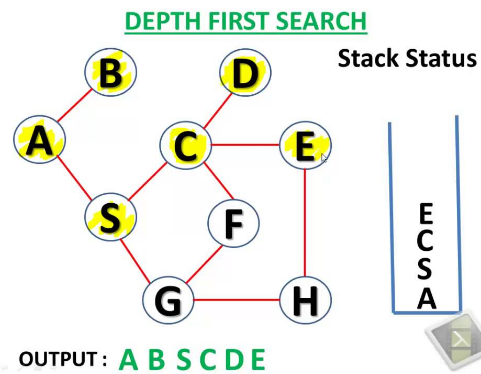 DEPTH FIRST SEARCH
Stack Status
B
D
A
C
E
S
F
G
H
E
C
S
A
OUTPUT : A B S C D E